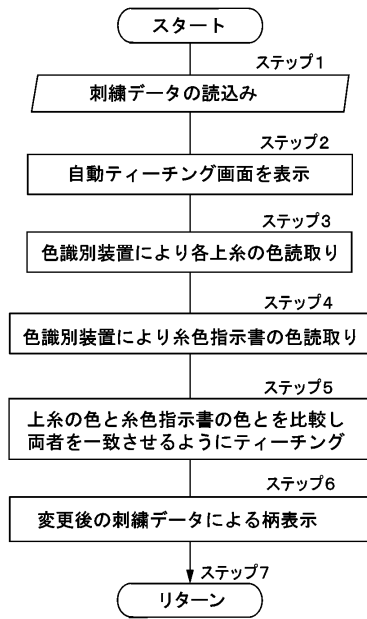 スタート
ステップ1
刺繍データの読込み
ステップ2
自動ティーチング画面を表示
ステップ3
色識別装置により各上糸の色読取り
ステップ4
色識別装置により糸色指示書の色読取り
ステップ5
上糸の色と糸色指示書の色とを比較し
両者を一致させるようにティーチング
ステップ6
変更後の刺繍データによる柄表示
ステップ7
リターン